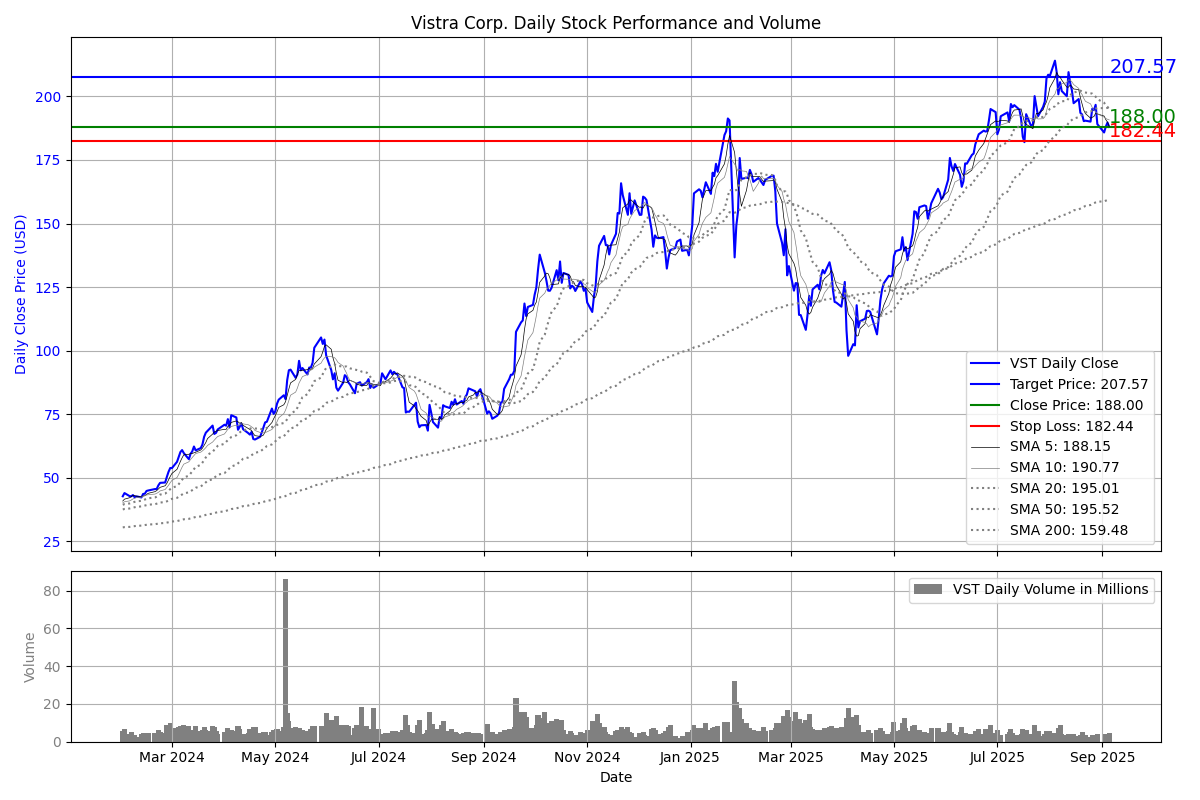 Vistra Corp. Daily Stock Performance and Volume
Daily Close Price (USD)
200
175
150
125
100
75
50
25
207.57
188.00
182.44
VST Daily Close
Target Price: 207.57
Close Price: 188.00
Stop Loss: 182.44
SMA 5: 188.15
SMA 10: 190.77
SMA 20: 195.01
SMA 50: 195.52
SMA 200: 159.48
Volume
80
60
40
20
0
VST Daily Volume in Millions
Mar 2024 May 2024 Jul 2024 Sep 2024 Nov 2024 Jan 2025 Mar 2025 May 2025 Jul 2025 Sep 2025
Date